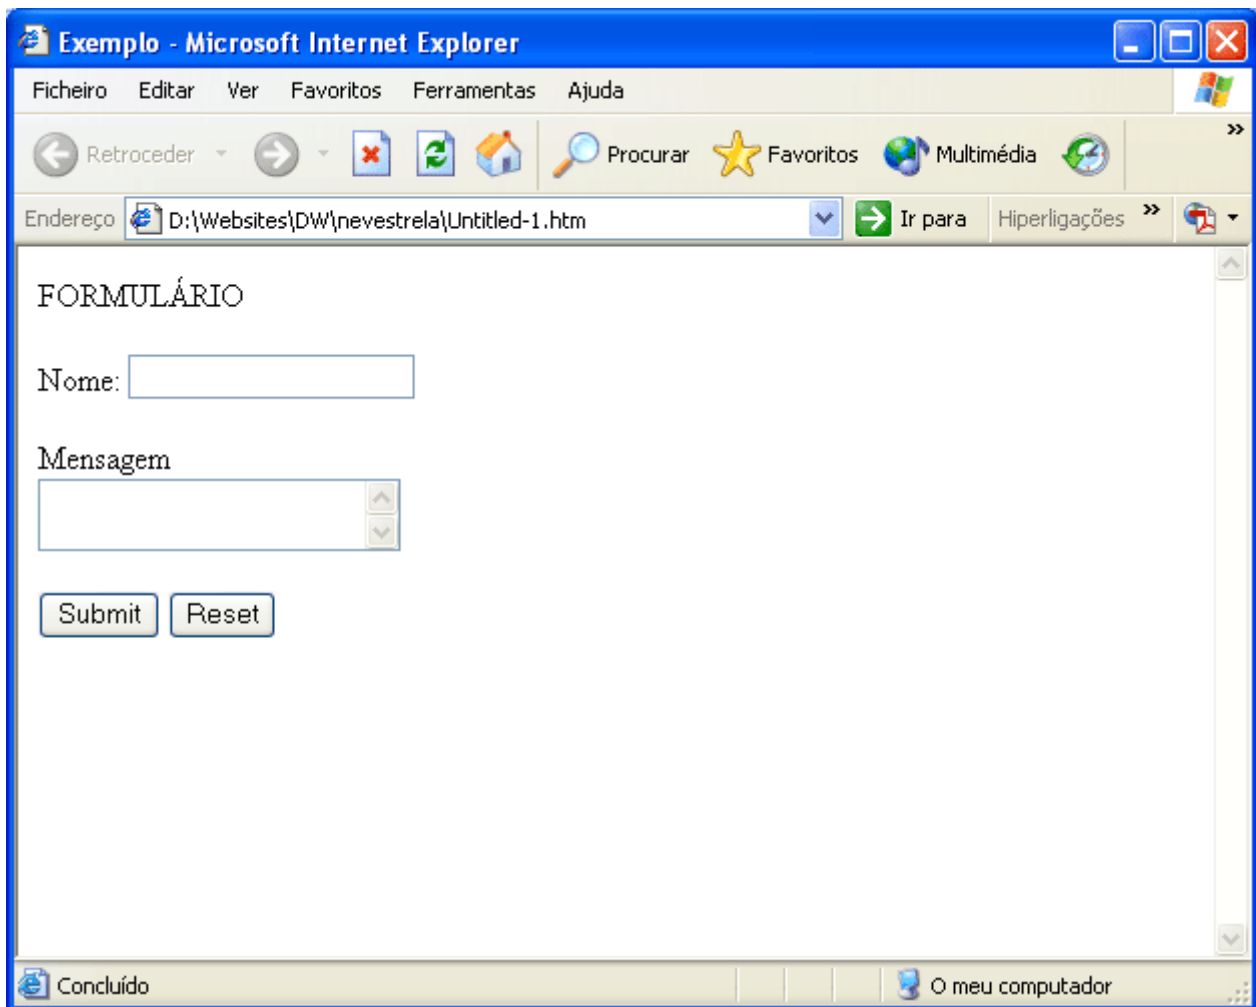 Exemplo - Microsoft Internet Explorer
Ficheiro Editar Ver Favoritos Ferramentas Ajuda
Retroceder Procurar Favoritos Multimédia »
Endereço D:\Websites\DW\nevestrela\Untitled-1.htm Ir para Hiperligações »
FORMULÁRIO
Nome:
Mensagem
Submit Reset
Concluído O meu computador